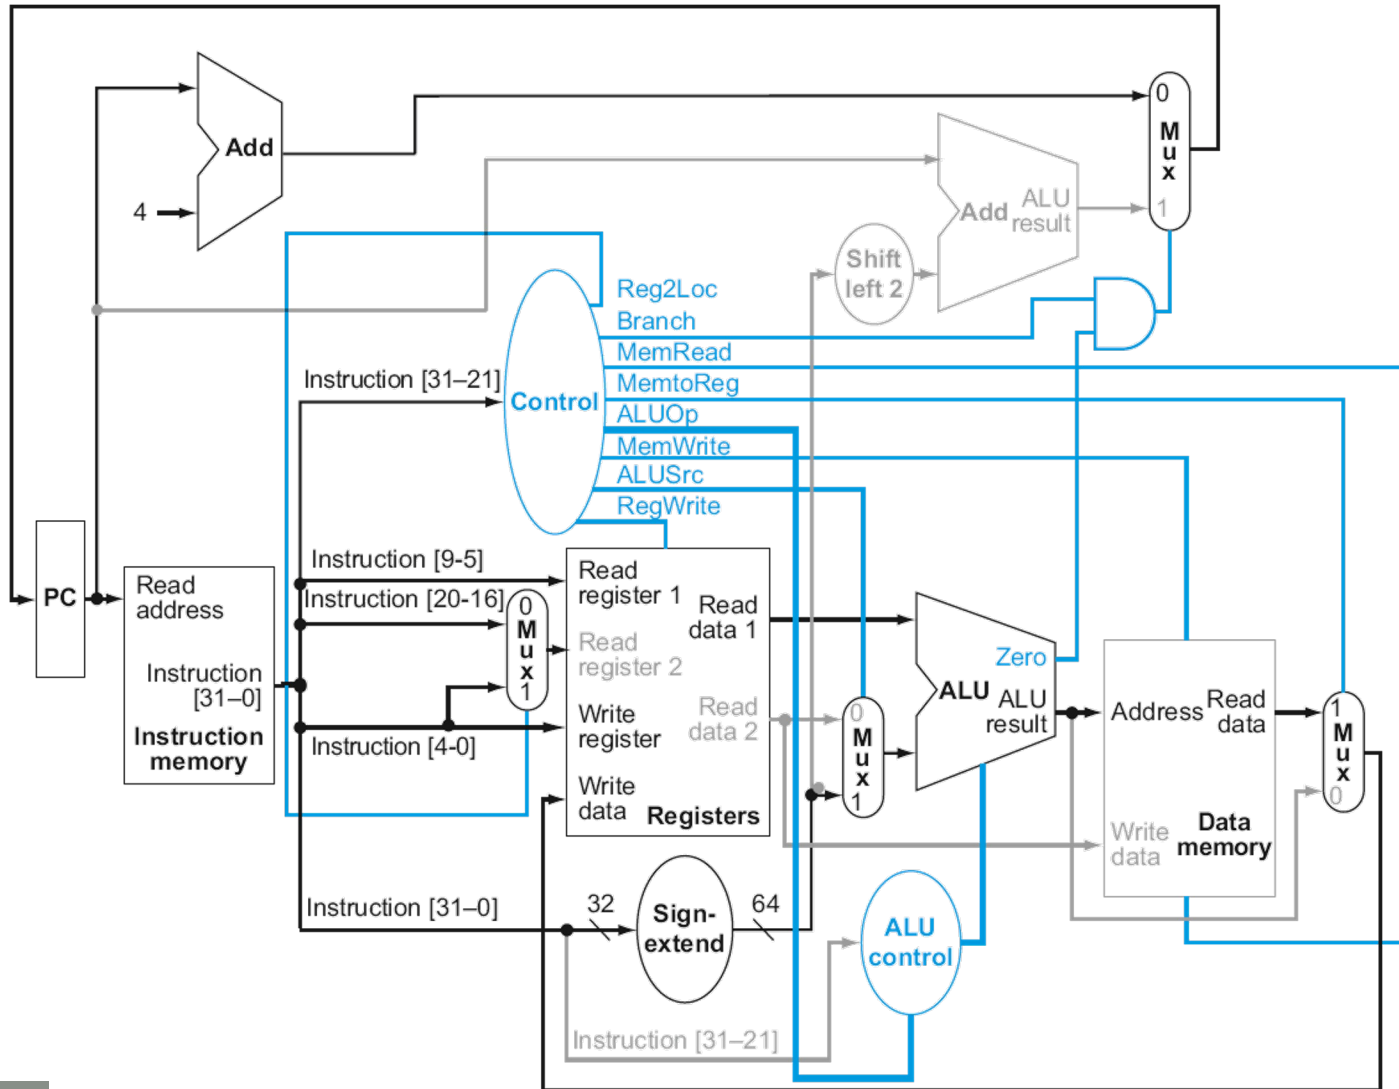 0
Mux
1
Add
4
Add
ALU
result
Shift
left 2
Reg2Loc
Branch
MemRead
MemtoReg
ALUOp
MemWrite
ALUSrc
RegWrite
Instruction [31–21]
Control
PC
Read
address
Instruction
[31–0]
Instruction
memory
Instruction [9-5]
Instruction [20-16]
Instruction [4-0]
0
Mux
1
Read
register 1
Read
register 2
Write
register
Write
data
Read
data 1
Read
data 2
Registers
0
Mux
1
Zero
ALU
ALU
result
Address
Read
data
Write
data
Data
memory
1
Mux
0
Instruction [31–0]
32
Sign-
extend
64
ALU
control
Instruction [31–21]